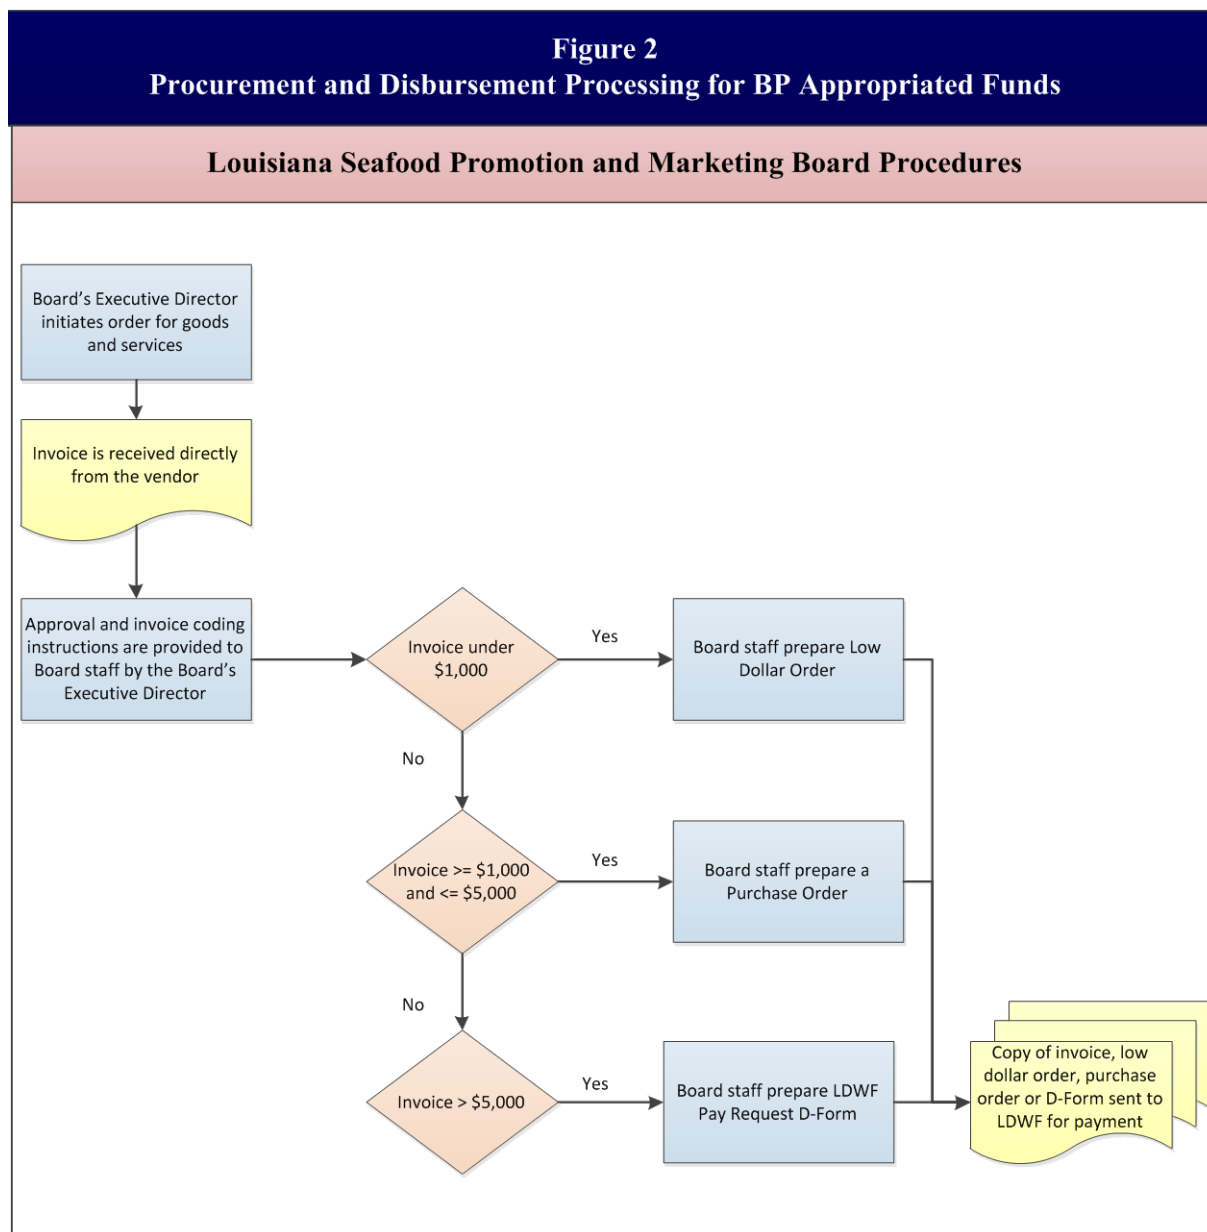 Figure 2
Procurement and Disbursement Processing for BP Appropriated Funds
Louisiana Seafood Promotion and Marketing Board Procedures
Board's Executive Director
initiates order for goods
and services
Invoice is received directly
from the vendor
Approval and invoice coding
instructions are provided to
Board staff by the Board's
Executive Director
Invoice under
$1,000
Yes
Board staff prepare Low
Dollar Order
No
Invoice >= $1,000
and <= $5,000
Yes
Board staff prepare a
Purchase Order
No
Invoice > $5,000
Yes
Board staff prepare LDWF
Pay Request D-Form
Copy of invoice, low
dollar order, purchase
order or D-Form sent to
LDWF for payment